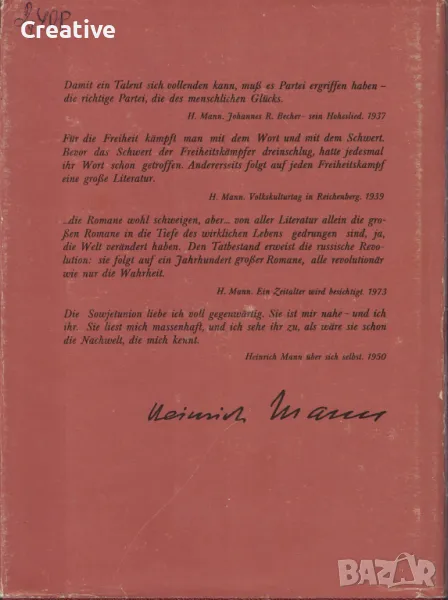 2400
Creative
Damit ein Talent sich vollenden kann, muß es Partei ergriffen haben –
die richtige Partei, die des menschlichen Glücks.
H. Mann. Johannes R. Becher – sein Hoheslied. 1937
Für die Freiheit kämpft man mit dem Wort und mit dem Schwert.
Bevor das Schwert der Freiheitskämpfer dreinschlug, hatte jedesmal
ihr Wort schon getroffen. Andererseits folgt auf jeden Freiheitskampf
eine große Literatur.
H. Mann. Volkskulturtag in Reichenberg. 1939
...die Romane wohl schweigen, aber... von aller Literatur allein die gro-
ßen Romane in die Tiefe des wirklichen Lebens gedrungen sind, ja,
die Welt verändert haben. Den Tatbestand erweist die russische Revo-
lution: sie folgt auf ein Jahrhundert großer Romane, alle revolutionär
wie nur die Wahrheit.
H. Mann. Ein Zeitalter wird besichtigt. 1973
Die Sowjetunion liebe ich voll gegenwärtig. Sie ist mir nahe – und ich
ihr. Sie liest mich massenhaft, und ich sehe ihr zu, als wäre sie schon
die Nachwelt, die mich kennt.
Heinrich Mann über sich selbst. 1950
Heinrich Mann
BAZAR